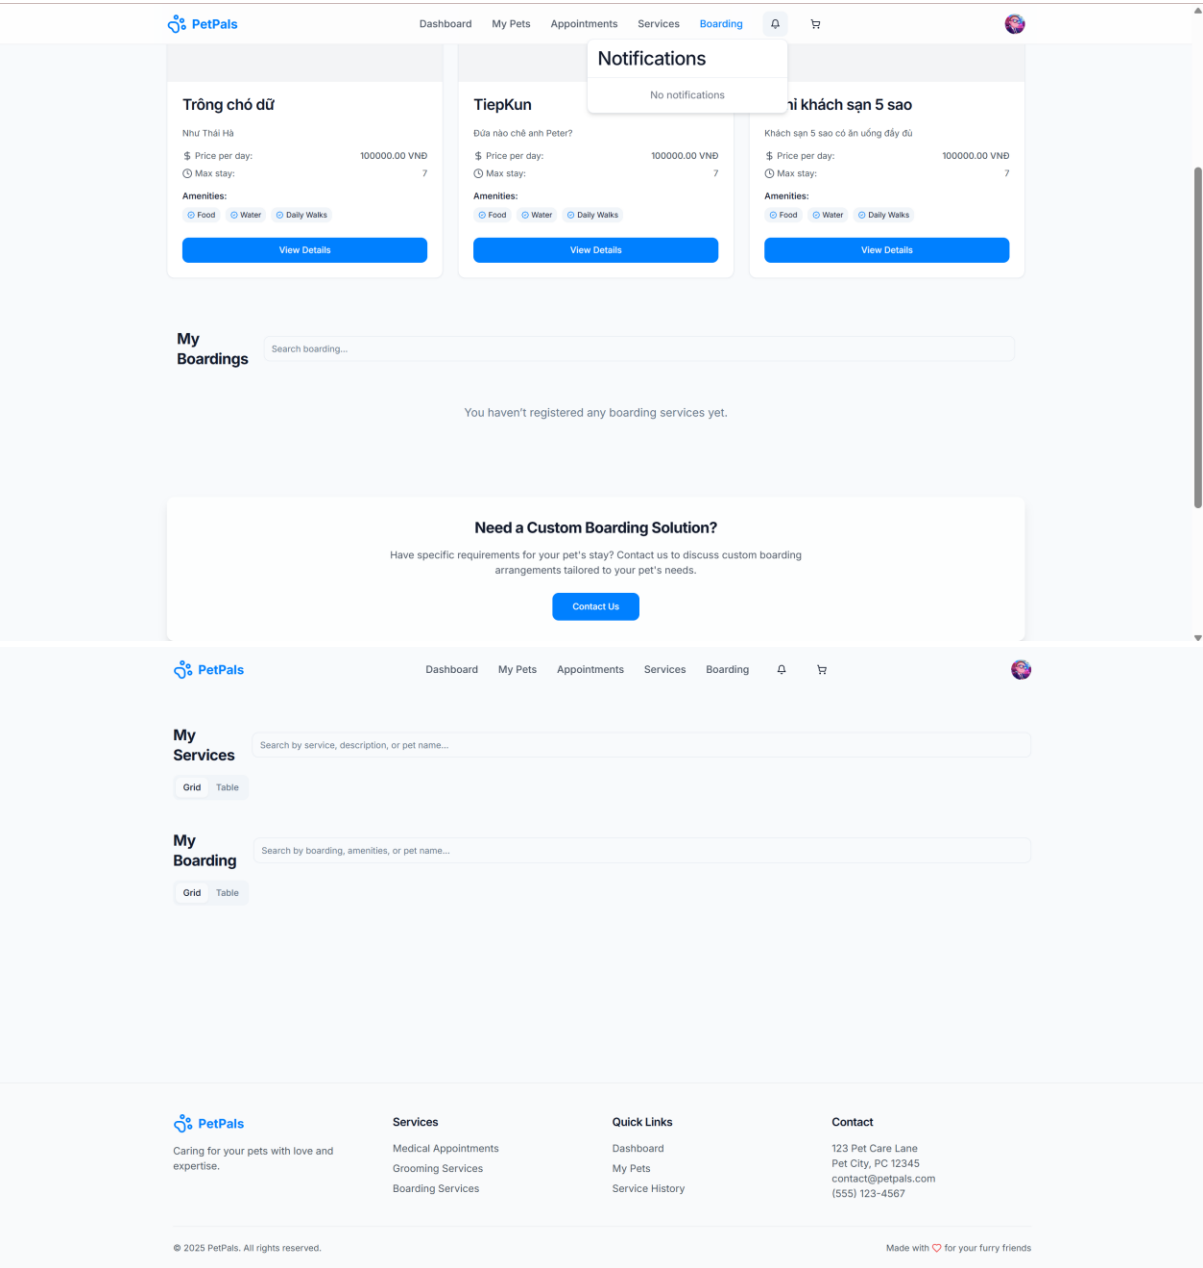 PetPals
Dashboard My Pets Appointments Services Boarding
Notifications
No notifications
Trông chó dữ
Như Thái Hà
Price per day: 100000.00 VNĐ
Max stay: 7
Amenities:
Food Water Daily Walks
View Details
TiepKun
Đứa nào chê anh Peter?
Price per day: 100000.00 VNĐ
Max stay: 7
Amenities:
Food Water Daily Walks
View Details
khách sạn 5 sao
Khách sạn 5 sao có ăn uống đầy đủ
Price per day: 100000.00 VNĐ
Max stay: 7
Amenities:
Food Water Daily Walks
View Details
My
Boardings
Search boarding...
You haven't registered any boarding services yet.
Need a Custom Boarding Solution?
Have specific requirements for your pet's stay? Contact us to discuss custom boarding
arrangements tailored to your pet's needs.
Contact Us
PetPals
Dashboard My Pets Appointments Services Boarding
My
Services
Search by service, description, or pet name...
Grid Table
My
Boarding
Search by boarding, amenities, or pet name...
Grid Table
PetPals
Caring for your pets with love and
expertise.
Services
Medical Appointments
Grooming Services
Boarding Services
Quick Links
Dashboard
My Pets
Service History
Contact
123 Pet Care Lane
Pet City, PC 12345
contact@petpals.com
(555) 123-4567
© 2025 PetPals. All rights reserved.
Made with ♡ for your furry friends